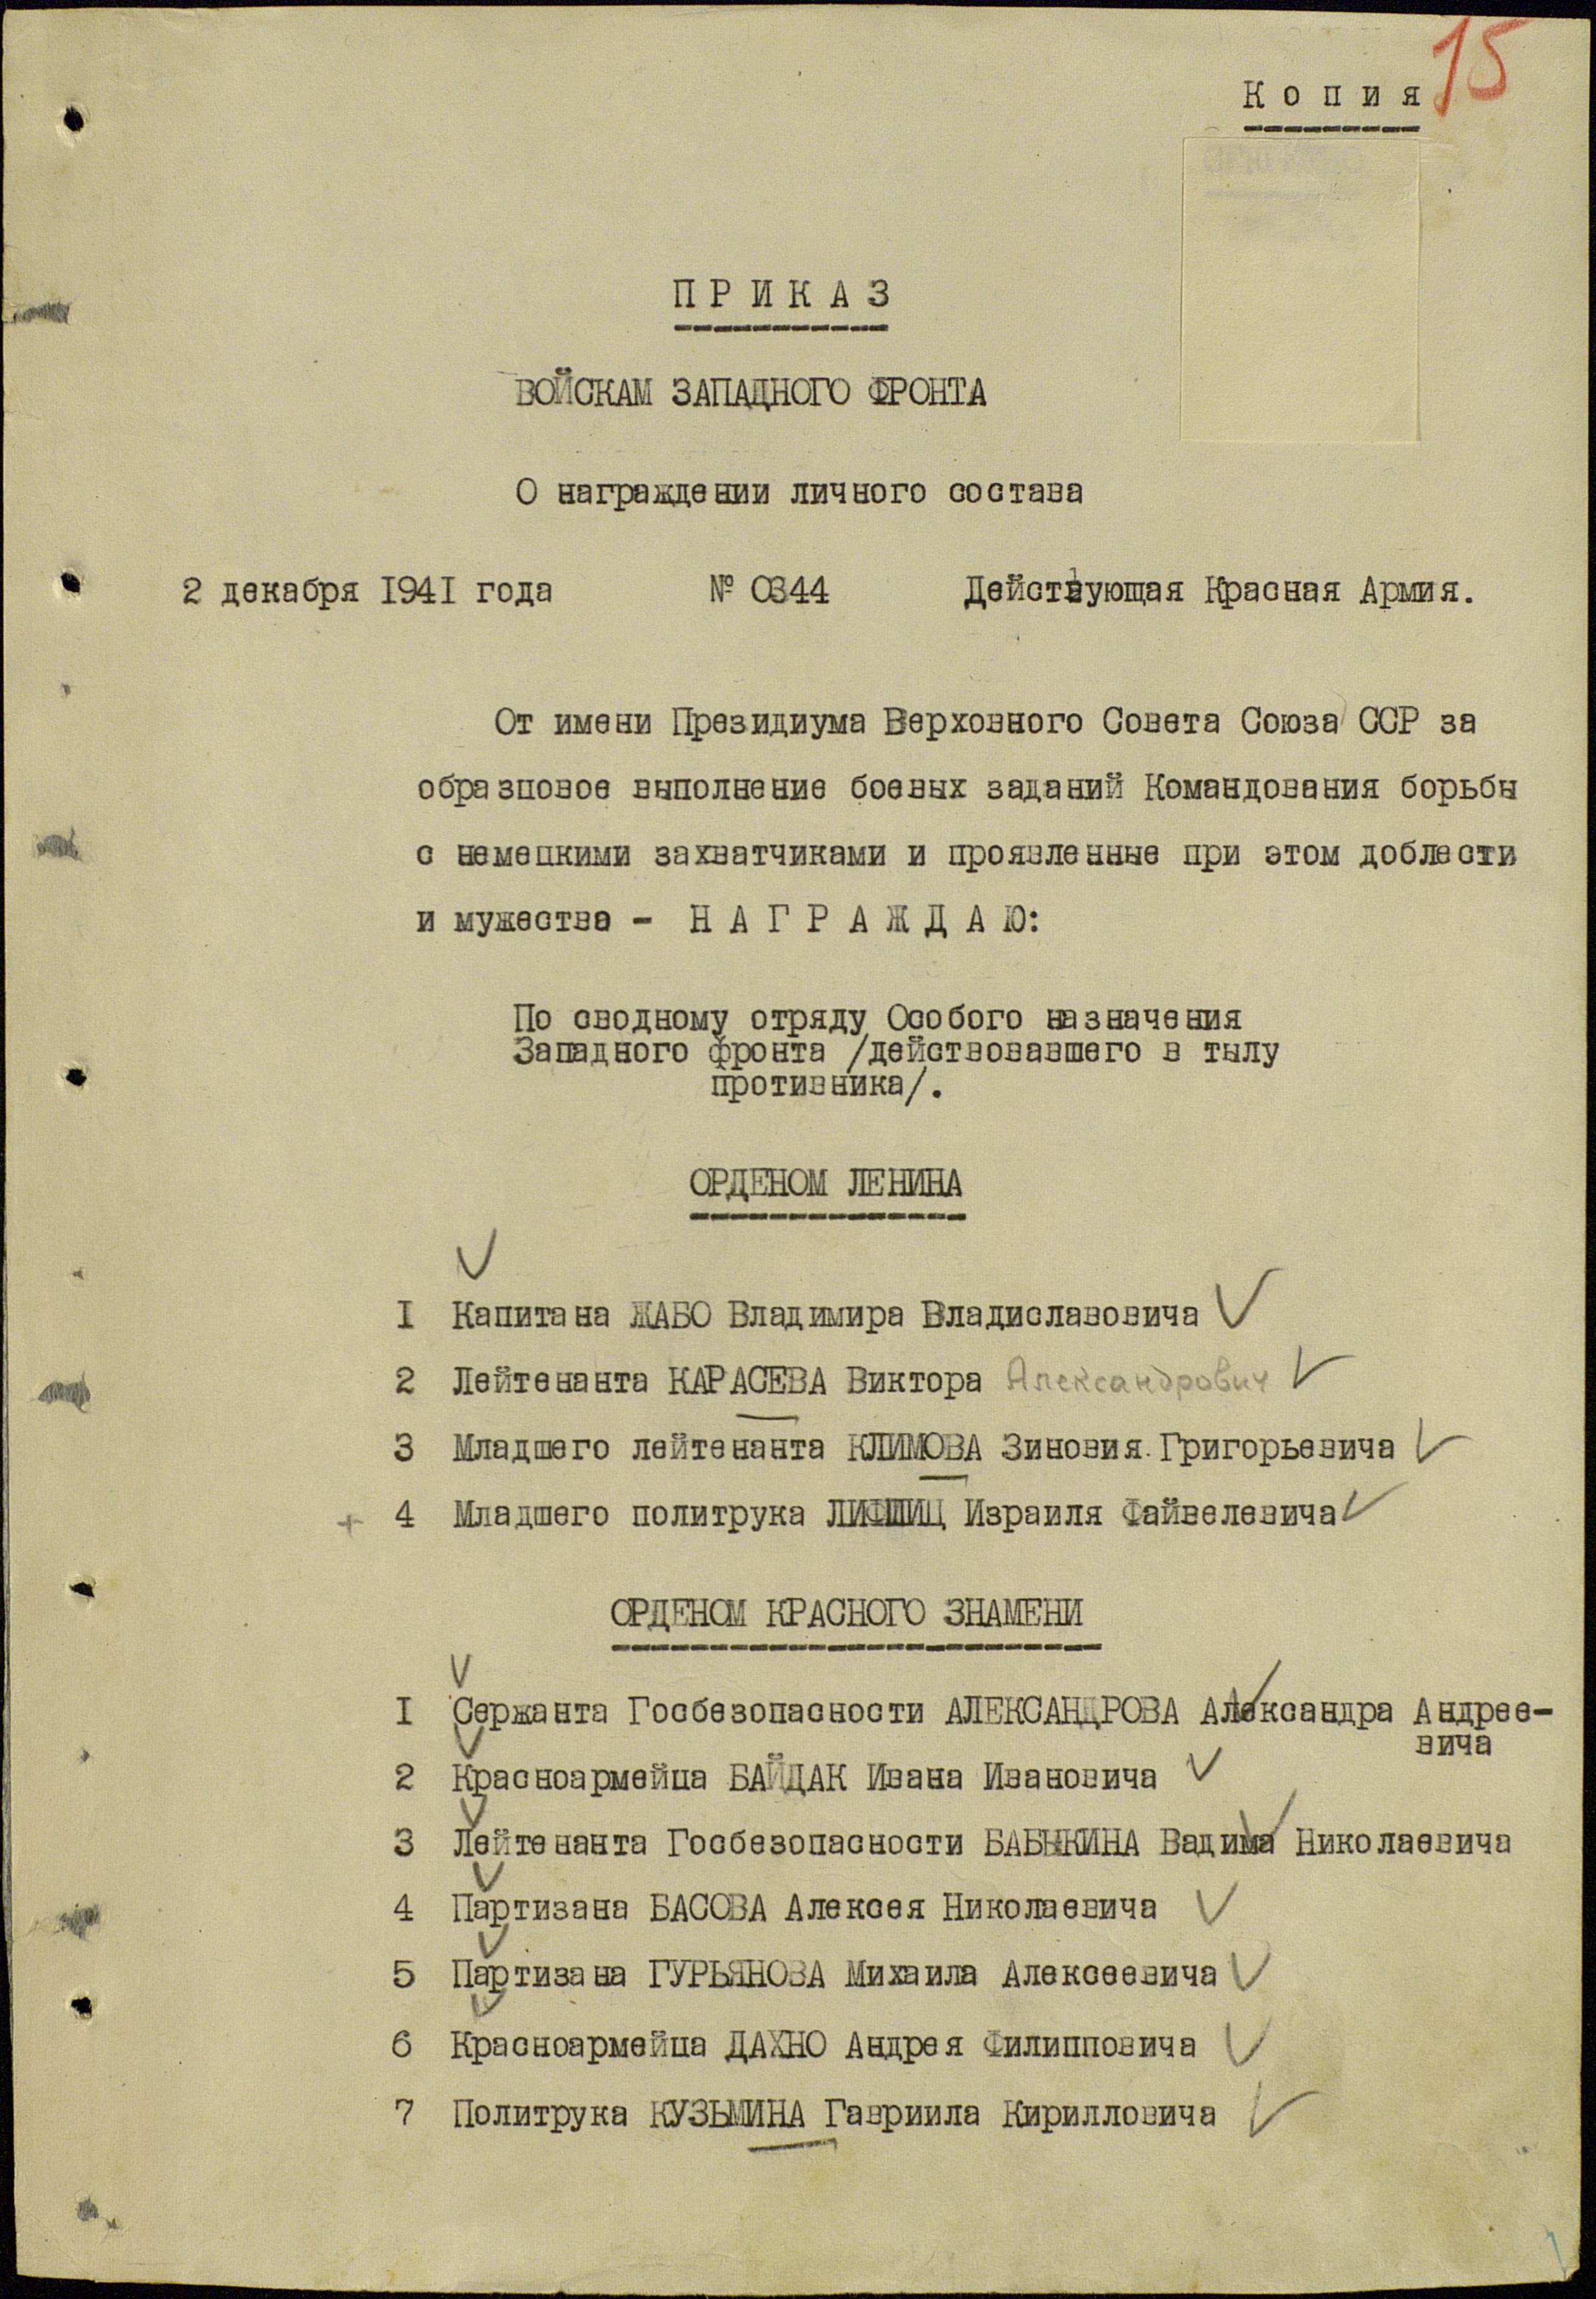 15
Копия
ПРИКАЗ
ВОЙСКАМ ЗАПАДНОГО ФРОНТА
О награждении личного состава
2 декабря 1941 года № 0344 Действующая Красная Армия.
От имени Президиума Верховного Совета Союза ССР за
образцовое выполнение боевых заданий Командования борьбы
с немецкими захватчиками и проявленные при этом доблести
и мужество - НАГРАЖДАЮ:
По сводному отряду Особого назначения
Западного фронта /действовавшего в тылу
противника/.
ОРДЕНОМ ЛЕНИНА
I Капитана ЖАБО Владимира Владиславовича
2 Лейтенанта КАРАСЕВА Виктора Александрович
3 Младшего лейтенанта КЛИМОВА Зиновия Григорьевича
4 Младшего политрука ЛИФШИЦ Израиля Файвелевича
ОРДЕНОМ КРАСНОГО ЗНАМЕНИ
I Сержанта Госбезопасности АЛЕКСАНДРОВА Александра Андрее-
вича
2 Красноармейца БАЙДАК Ивана Ивановича
3 Лейтенанта Госбезопасности БАБЫКИНА Вадима Николаевича
4 Партизана БАСОВА Алексея Николаевича
5 Партизана ГУРЬЯНОВА Михаила Алексеевича
6 Красноармейца ДАХНО Андрея Филипповича
7 Политрука КУЗЬМИНА Гавриила Кирилловича